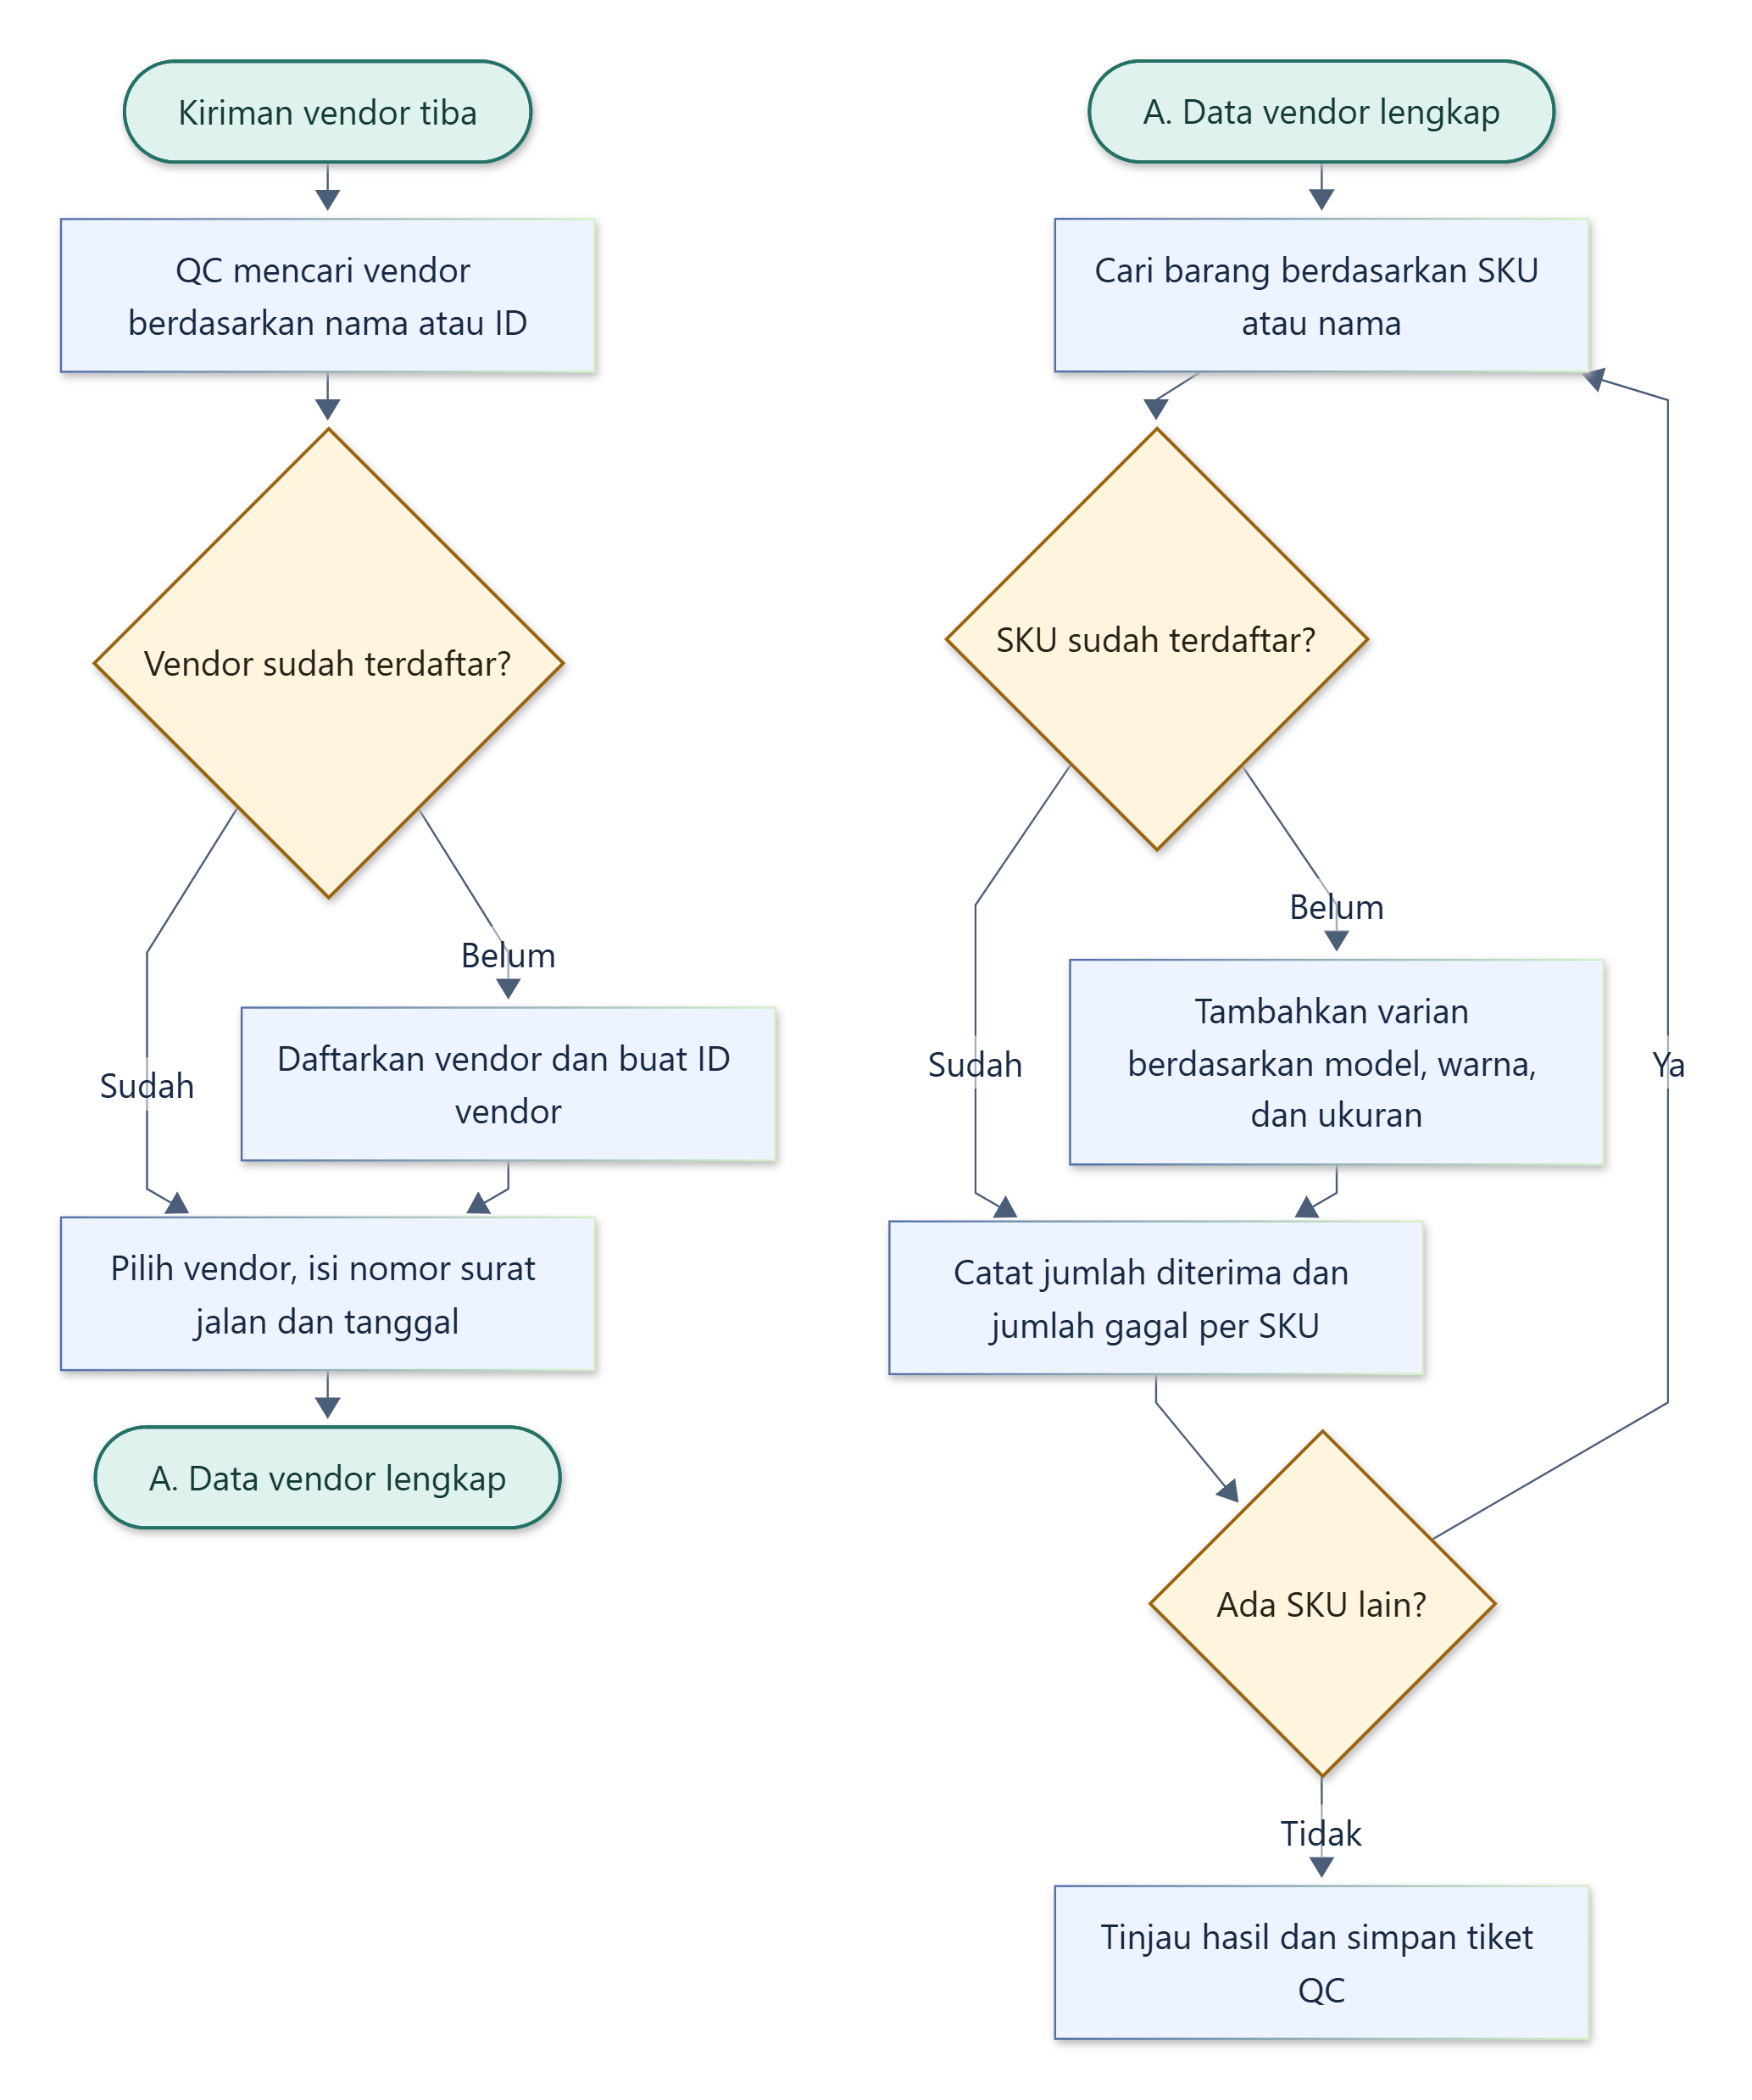 Kiriman vendor tiba
QC mencari vendor
berdasarkan nama atau ID
Vendor sudah terdaftar?
Belum
Sudah
Daftarkan vendor dan buat ID
vendor
Pilih vendor, isi nomor surat
jalan dan tanggal
A. Data vendor lengkap
A. Data vendor lengkap
Cari barang berdasarkan SKU
atau nama
SKU sudah terdaftar?
Belum
Sudah
Tambahkan varian
berdasarkan model, warna,
dan ukuran
Ya
Catat jumlah diterima dan
jumlah gagal per SKU
Ada SKU lain?
Tidak
Tinjau hasil dan simpan tiket
QC